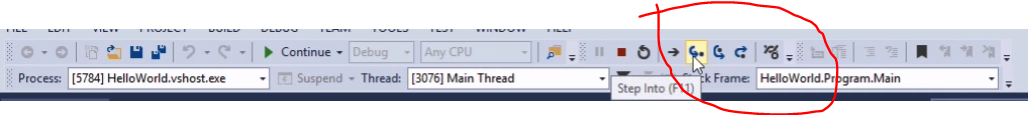 FILE EDIT VIEW PROJECT BUILD DEBUG TEAM TOOLS TEST WINDOW HELP
Continue Debug Any CPU
Process: [5784] HelloWorld.vshost.exe Suspend Thread: [3076] Main Thread Frame: HelloWorld.Program.Main
Step Into (F11)